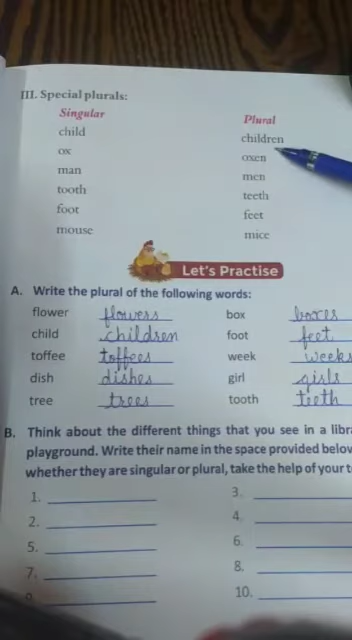 III. Special plurals:
Singular Plural
child children
ox oxen
man men
tooth teeth
foot feet
mouse mice
Let's Practise
A. Write the plural of the following words:
flower flowers box boxes
child children foot feet
toffee toffees week weeks
dish dishes girl girls
tree trees tooth teeth
B. Think about the different things that you see in a
playground. Write their name in the space provided
whether they are singular or plural, take the help of your
1. 3.
2. 4.
5. 6.
7. 8.
10.